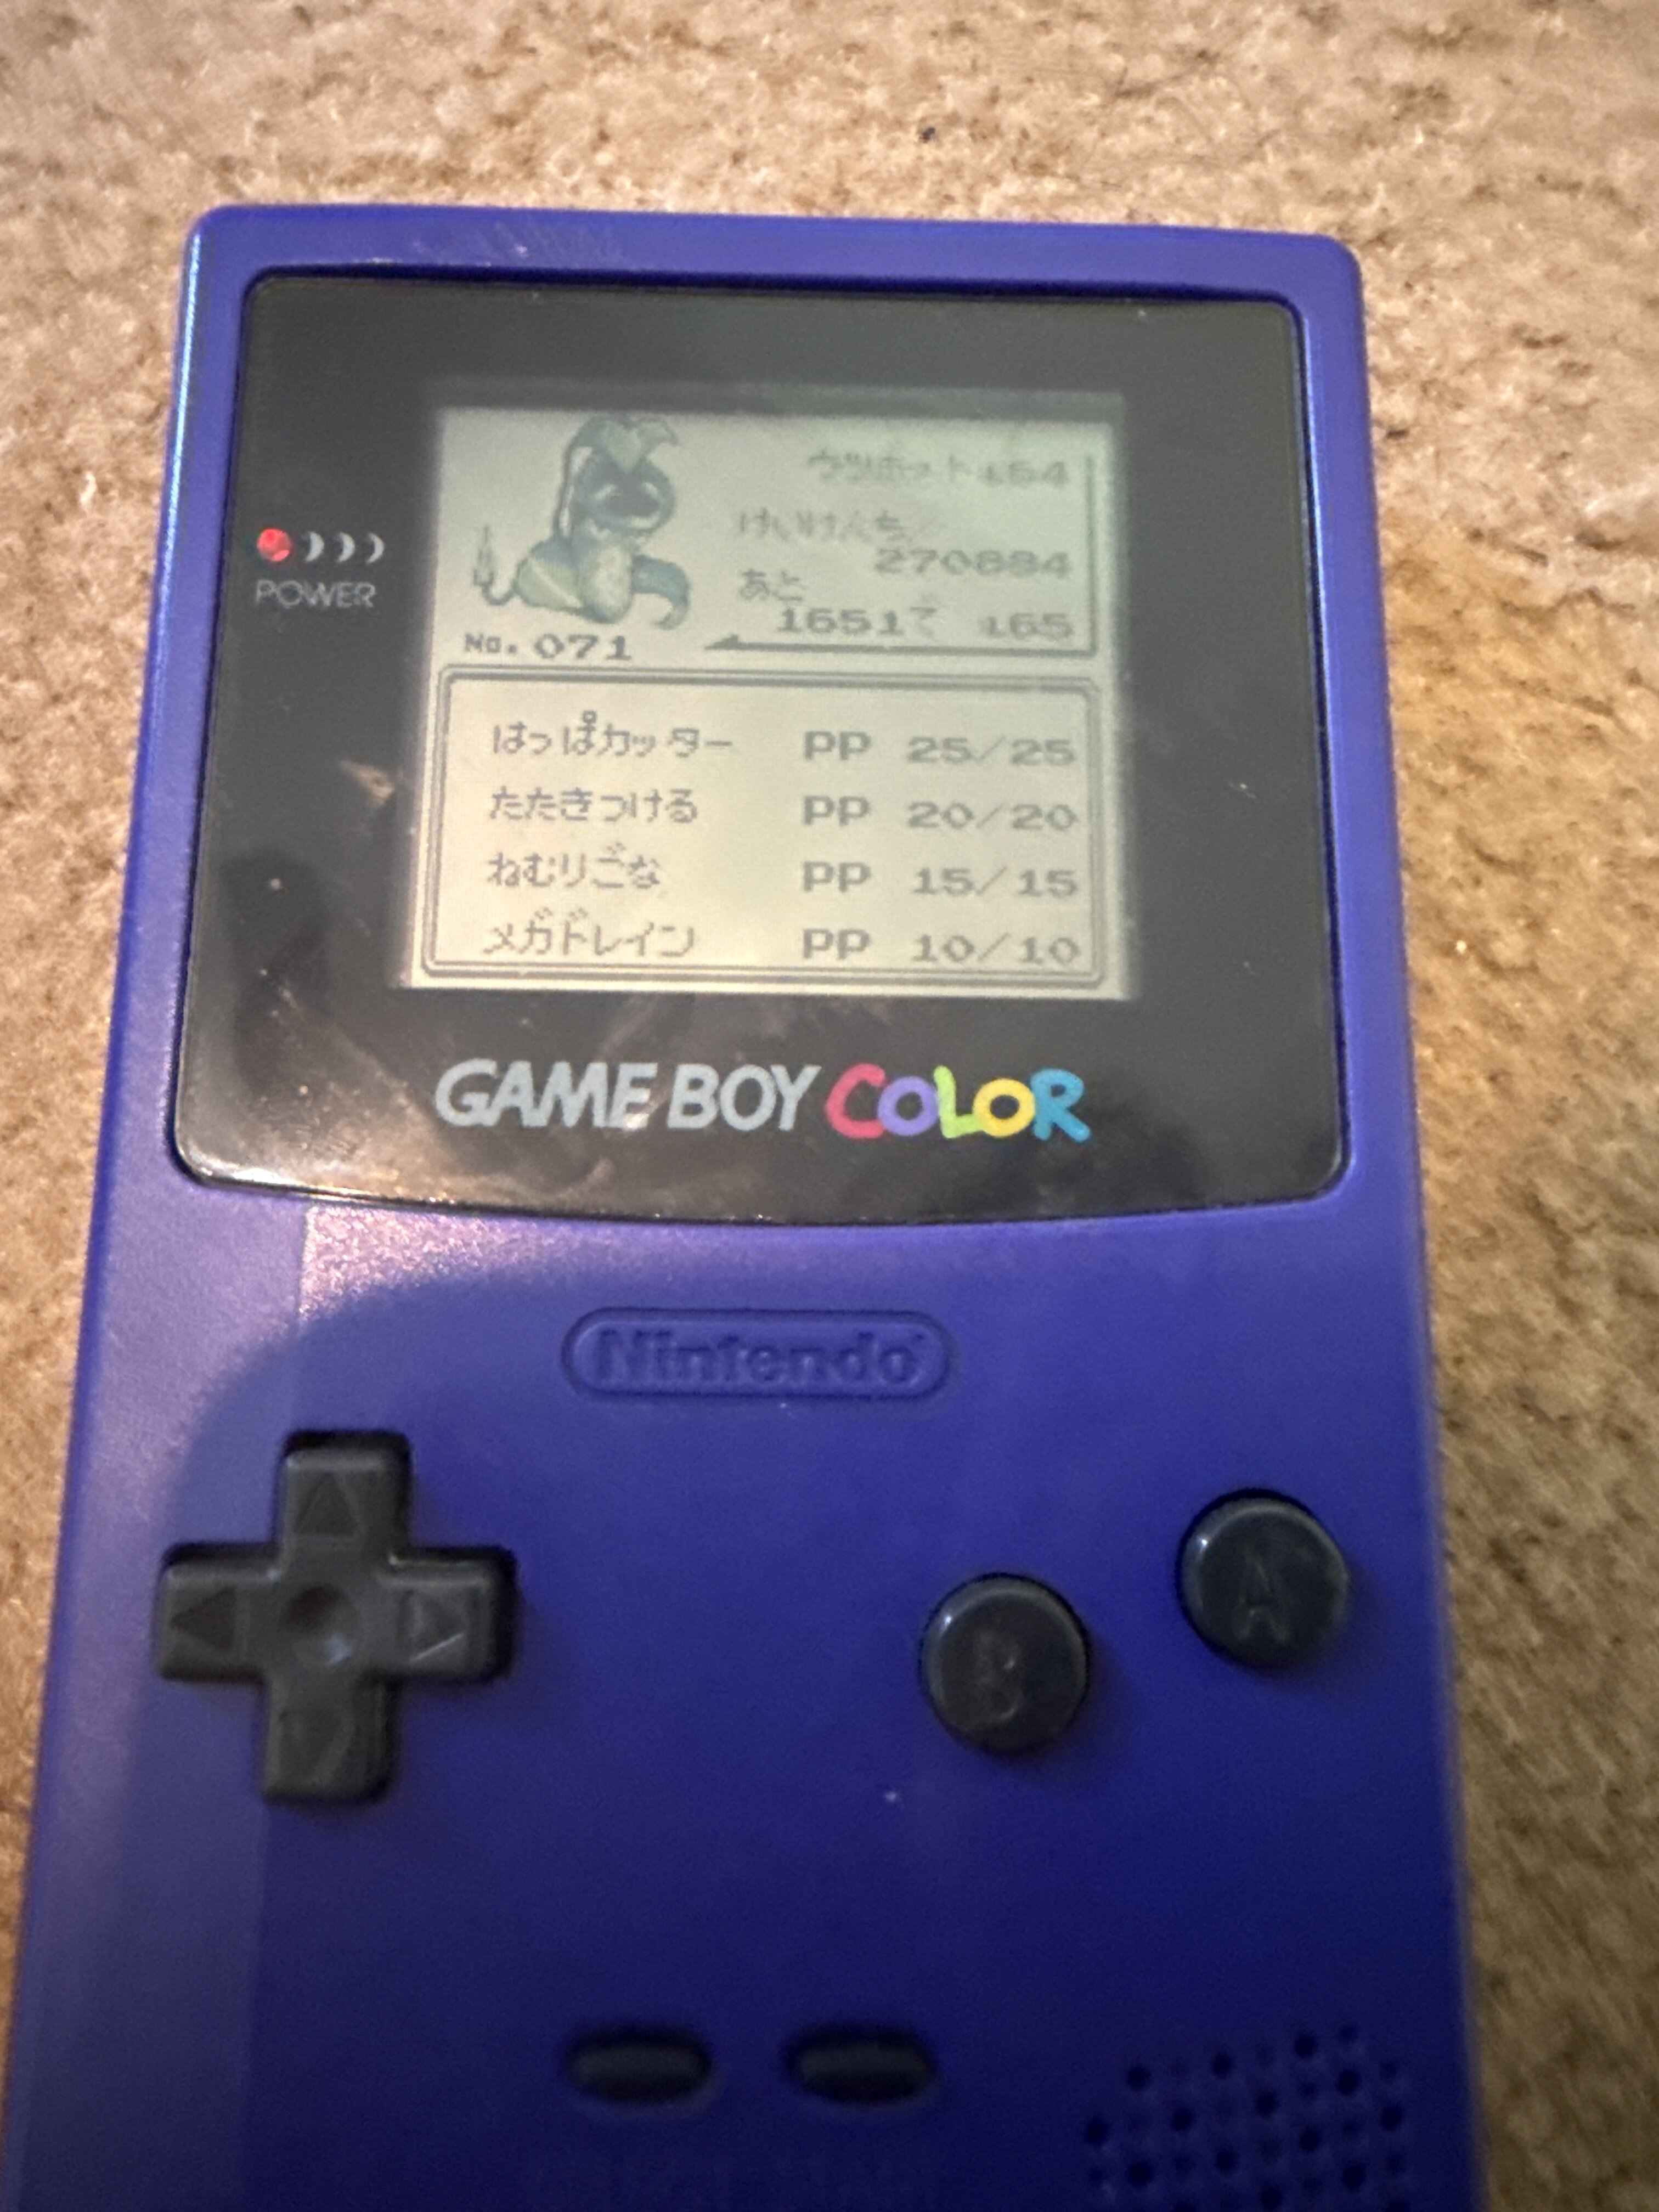 ウツボット :L64
けいけんち
270884
あと
1651で :L65
No. 071
はっぱカッター PP 25/25
たたきつける PP 20/20
ねむりごな PP 15/15
メガドレイン PP 10/10
POWER
GAME BOY COLOR
Nintendo
B
A